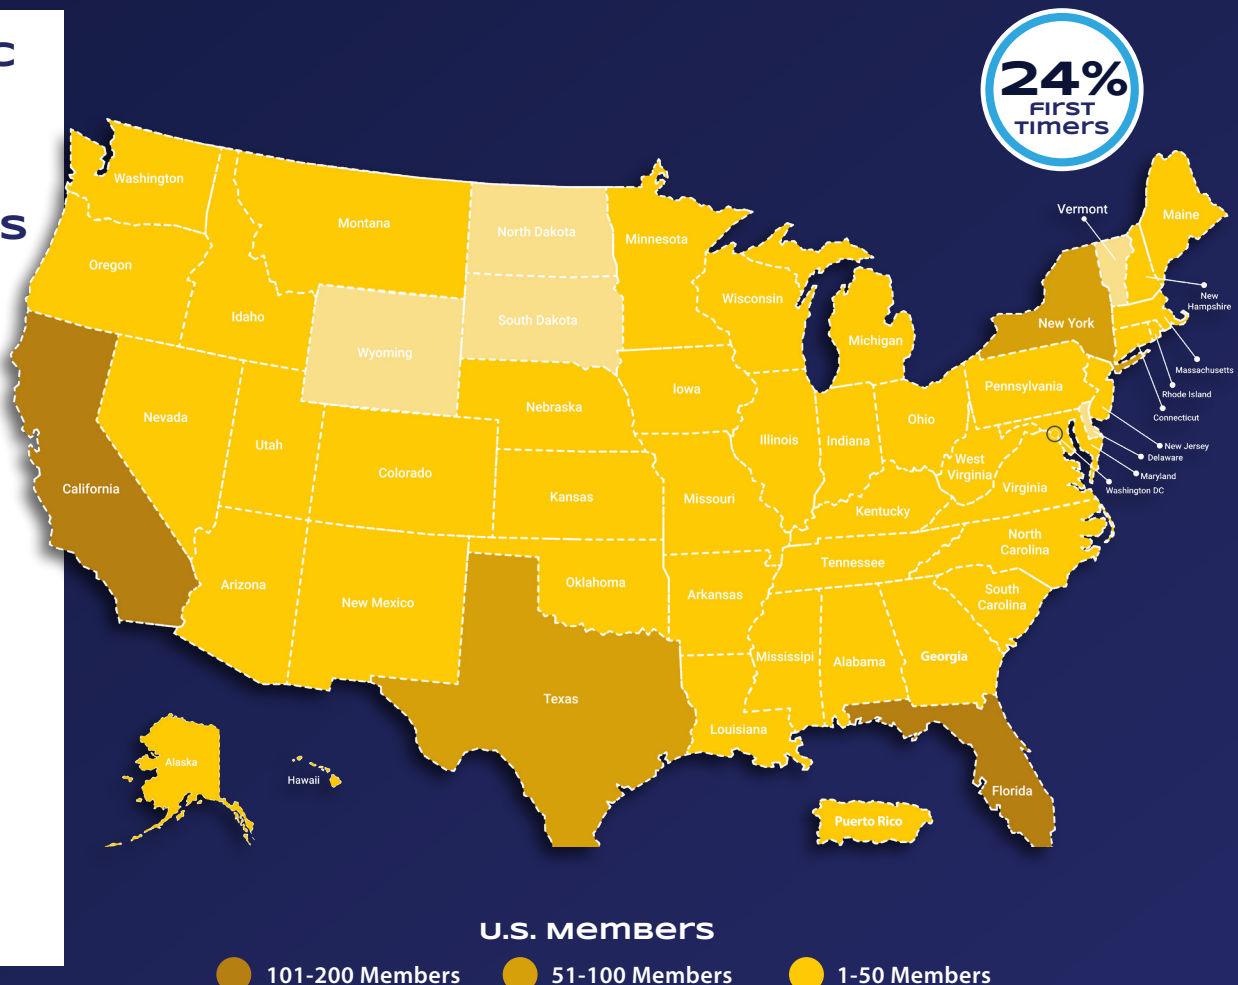 C
S
24%
FIRST
TIMERS
Washington
Montana
North Dakota
Minnesota
Vermont
Maine
Oregon
Idaho
Wyoming
South Dakota
Wisconsin
Michigan
New York
New
Hampshire
Massachusetts
Rhode Island
Connecticut
Nevada
Utah
Colorado
Nebraska
Iowa
Illinois
Indiana
Ohio
Pennsylvania
New Jersey
Delaware
Maryland
Washington DC
California
Kansas
Missouri
West
Virginia
Virginia
Kentucky
Arizona
New Mexico
Oklahoma
Arkansas
Tennessee
North
Carolina
South
Carolina
Texas
Louisiana
Mississipi
Alabama
Georgia
Alaska
Hawaii
Puerto Rico
Florida
U.S. MEMBERS
101-200 Members
51-100 Members
1-50 Members